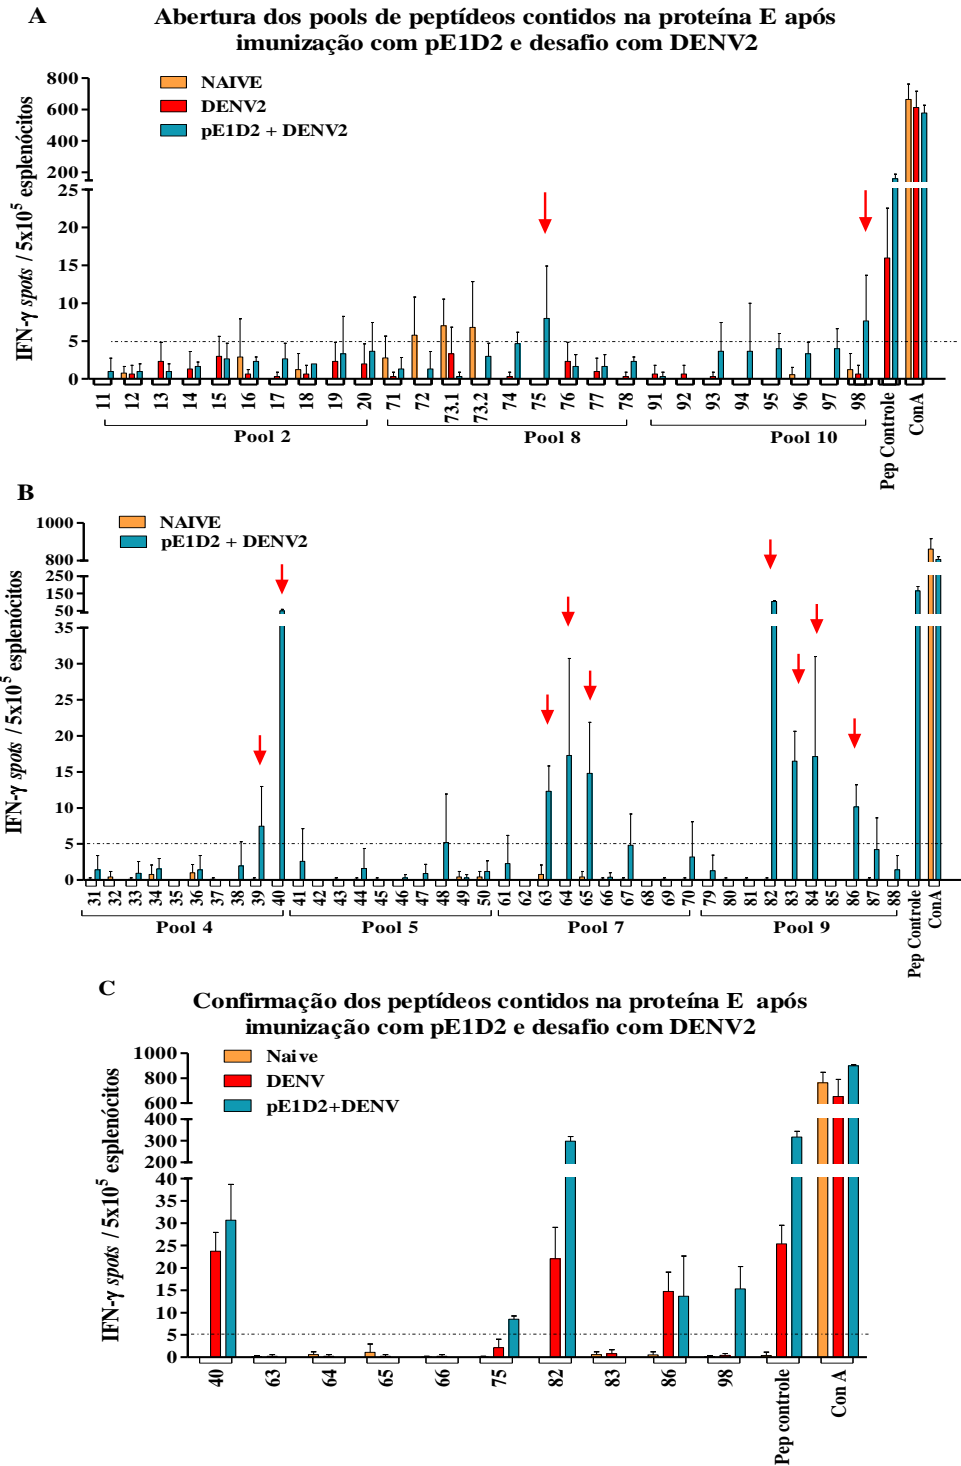 A
Abertura dos pools de peptídeos contidos na proteína E após
imunização com pE1D2 e desafio com DENV2
NAIVE
DENV2
pE1D2 + DENV2
IFN-γ spots / 5x10⁵ esplenócitos
800
600
400
200
25
20
15
10
5
0
11 12 13 14 15 16 17 18 19 20 71 72 73.1 73.2 74 75 76 77 78 91 92 93 94 95 96 97 98 Pep Controle ConA
Pool 2 Pool 8 Pool 10
B
NAIVE
pE1D2 + DENV2
IFN-γ spots / 5x10⁵ esplenócitos
1000
800
250
150
50
35
30
25
20
15
10
5
0
31 32 33 34 35 36 37 38 39 40 41 42 43 44 45 46 47 48 49 50 61 62 63 64 65 66 67 68 69 70 79 80 81 82 83 84 85 86 87 88 Pep Controle ConA
Pool 4 Pool 5 Pool 7 Pool 9
C
Confirmação dos peptídeos contidos na proteína E após
imunização com pE1D2 e desafio com DENV2
Naive
DENV
pE1D2+DENV
IFN-γ spots / 5x10⁵ esplenócitos
1000
800
600
400
300
200
40
35
30
25
20
15
10
5
0
40 63 64 65 66 75 82 83 86 98 Pep controle Con A